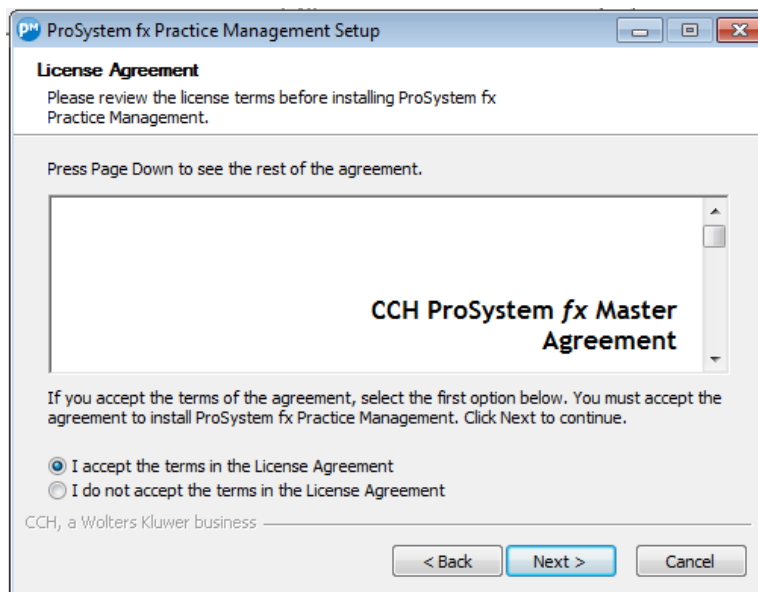 PM ProSystem fx Practice Management Setup
License Agreement
Please review the license terms before installing ProSystem fx
Practice Management.
Press Page Down to see the rest of the agreement.
CCH ProSystem fx Master
Agreement
If you accept the terms of the agreement, select the first option below. You must accept the
agreement to install ProSystem fx Practice Management. Click Next to continue.
I accept the terms in the License Agreement
I do not accept the terms in the License Agreement
CCH, a Wolters Kluwer business
< Back Next > Cancel